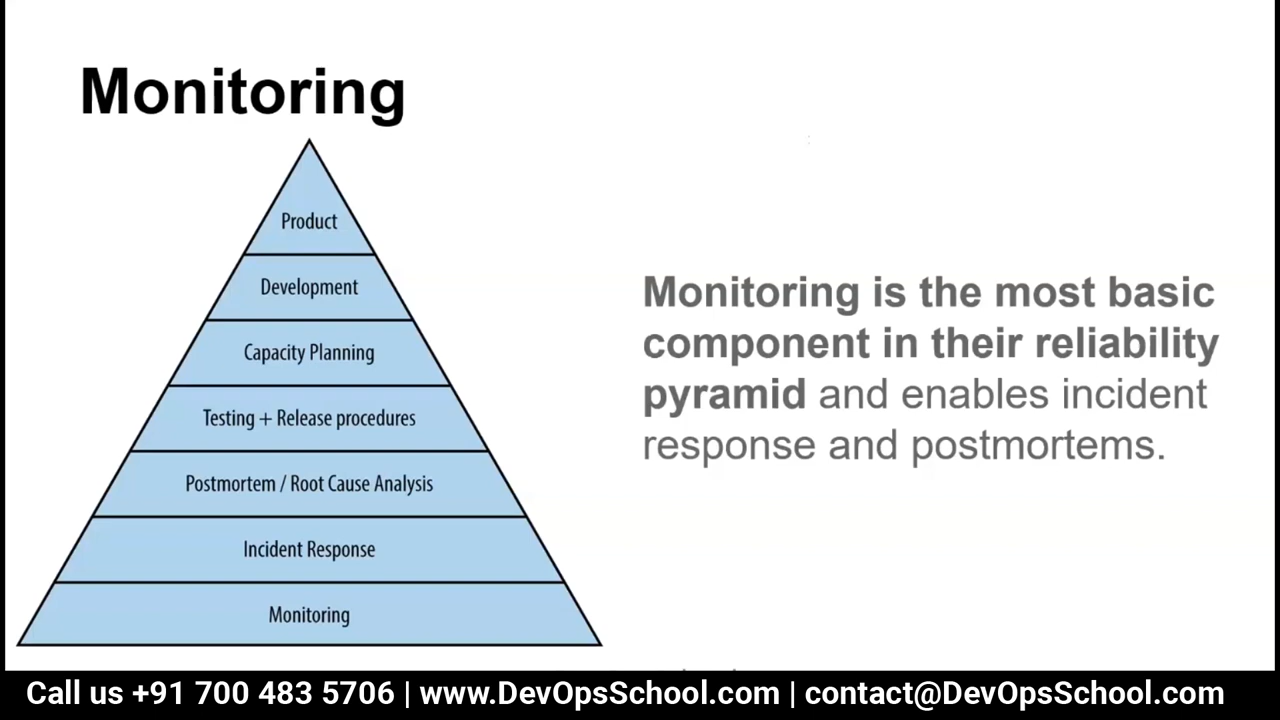 Monitoring
Product
Development
Capacity Planning
Testing + Release procedures
Postmortem / Root Cause Analysis
Incident Response
Monitoring
Monitoring is the most basic
component in their reliability
pyramid and enables incident
response and postmortems.
Call us +91 700 483 5706 | www.DevOpsSchool.com | contact@DevOpsSchool.com